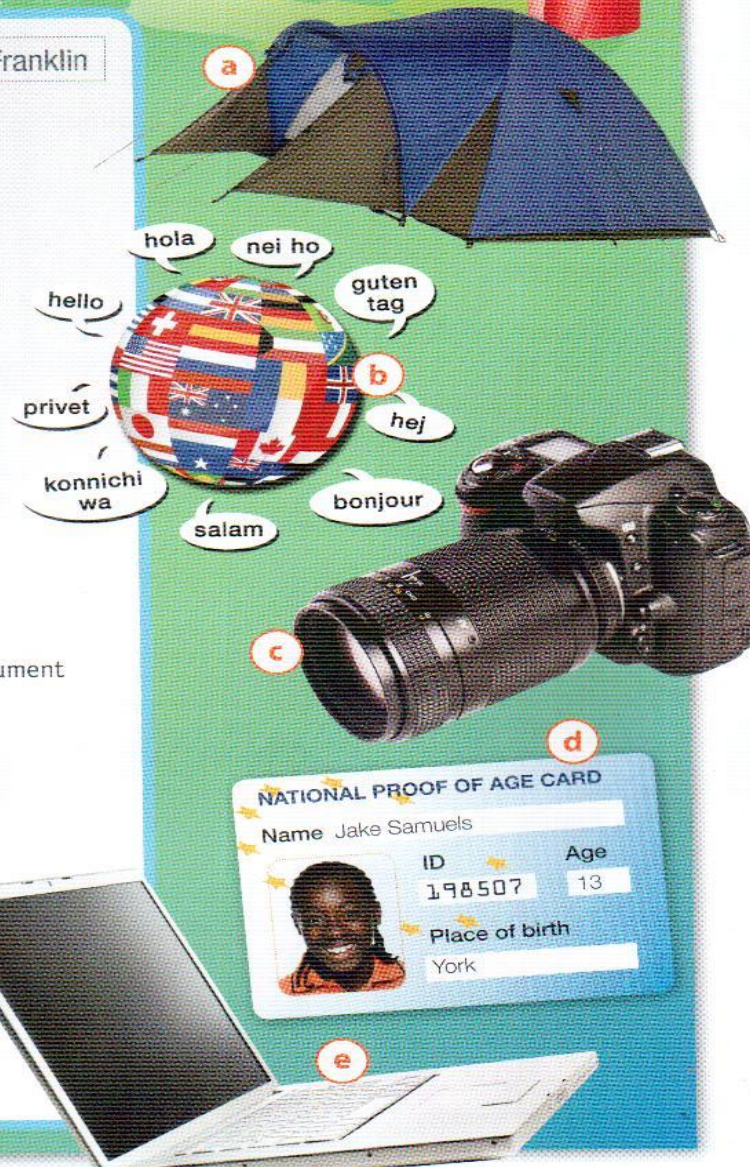 Franklin
a
hola
nei ho
guten
tag
hello
b
privet
hej
konnichi
wa
bonjour
salam
c
ument
d
NATIONAL PROOF OF AGE CARD
Name Jake Samuels
ID
Age
198507
13
Place of birth
York
e